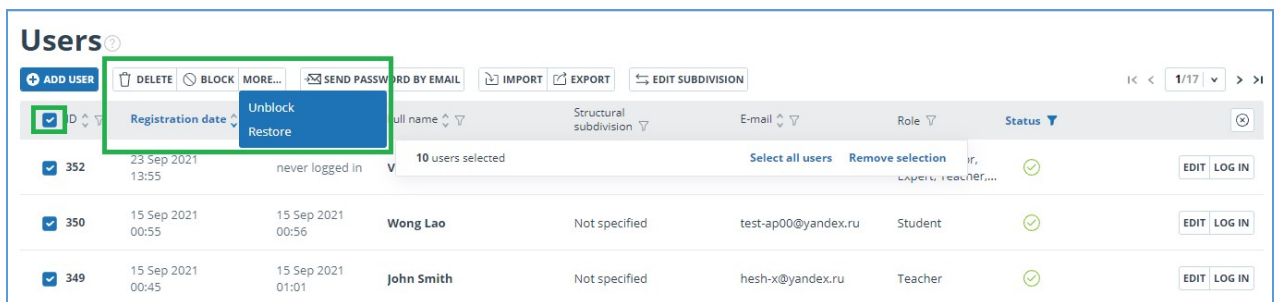 Users
ADD USER DELETE BLOCK MORE... SEND PASSWORD BY EMAIL IMPORT EXPORT EDIT SUBDIVISION 1/17
Unblock
Restore
ID Registration date ull name Structural subdivision E-mail Role Status
10 users selected Select all users Remove selection
352 23 Sep 2021 13:55 never logged in V Expert, Teacher,... EDIT LOG IN
350 15 Sep 2021 00:55 15 Sep 2021 00:56 Wong Lao Not specified test-ap00@yandex.ru Student EDIT LOG IN
349 15 Sep 2021 00:45 15 Sep 2021 01:01 John Smith Not specified hesh-x@yandex.ru Teacher EDIT LOG IN